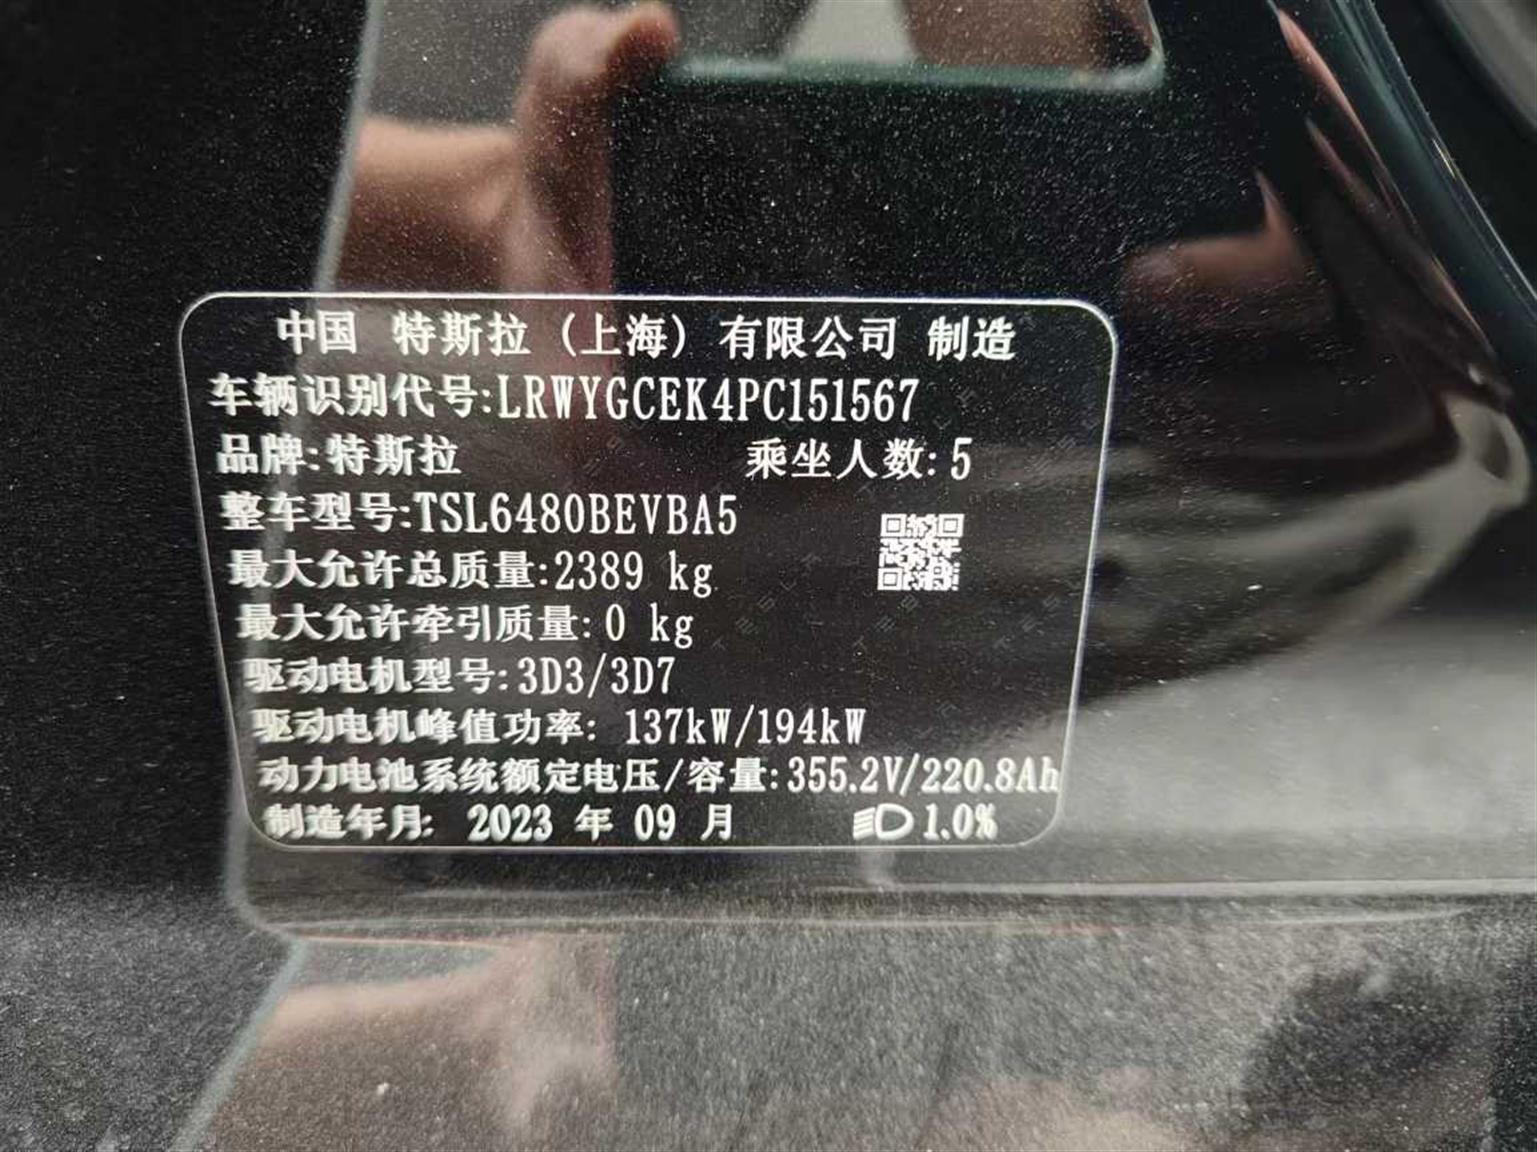 中国 特斯拉（上海）有限公司 制造
车辆识别代号:LRWYGCEK4PC151567
品牌:特斯拉 乘坐人数:5
整车型号:TSL6480BEVBA5
最大允许总质量:2389 kg
最大允许牵引质量:0 kg
驱动电机型号:3D3/3D7
驱动电机峰值功率: 137kW/194kW
动力电池系统额定电压/容量:355.2V/220.8Ah
制造年月: 2023 年 09 月 1.0%